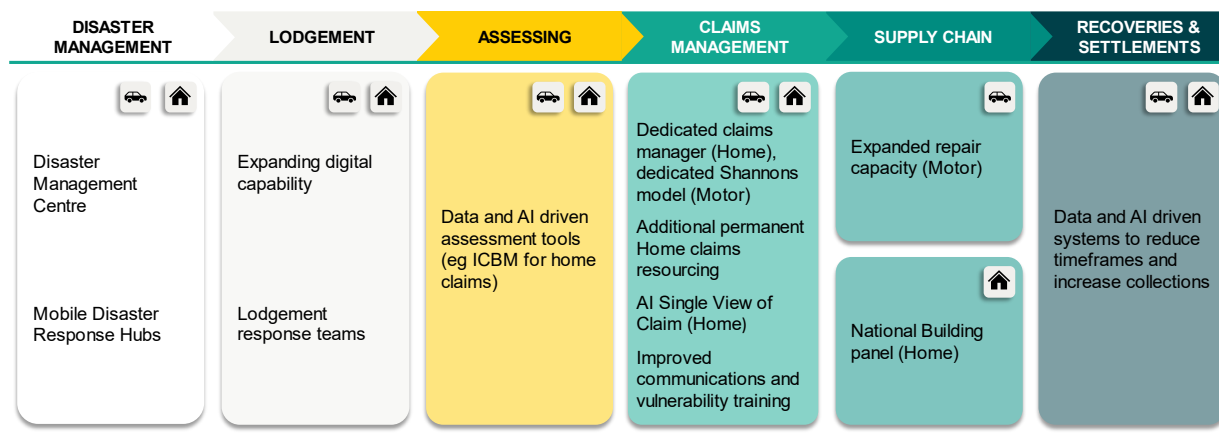 DISASTER
MANAGEMENT
LODGEMENT
ASSESSING
CLAIMS
MANAGEMENT
SUPPLY CHAIN
RECOVERIES &
SETTLEMENTS
Disaster
Management
Centre
Mobile Disaster
Response Hubs
Expanding digital
capability
Lodgement
response teams
Data and AI driven
assessment tools
(eg ICBM for home
claims)
Dedicated claims
manager (Home),
dedicated Shannons
model (Motor)
Additional permanent
Home claims
resourcing
AI Single View of
Claim (Home)
Improved
communications and
vulnerability training
Expanded repair
capacity (Motor)
National Building
panel (Home)
Data and AI driven
systems to reduce
timeframes and
increase collections